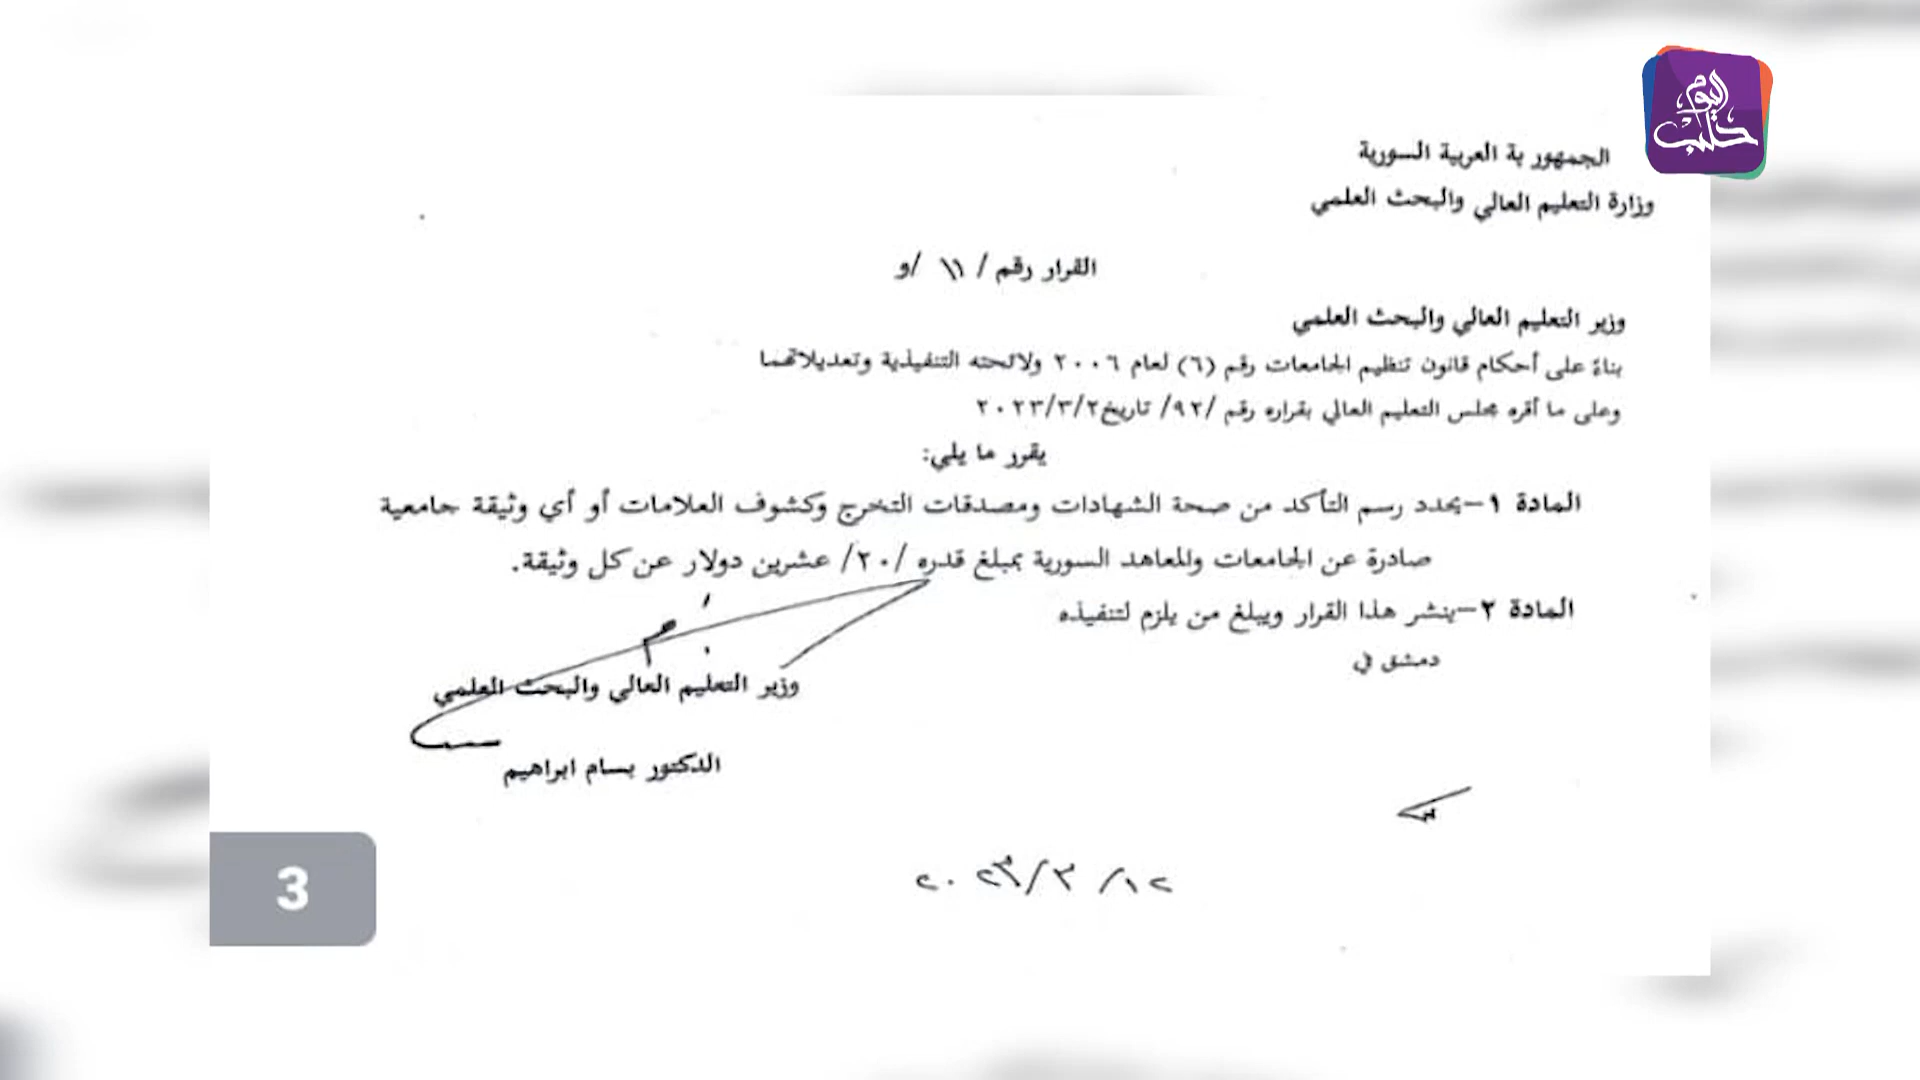 اليوم
حلب
الجمهورية العربية السورية
وزارة التعليم العالي والبحث العلمي
القرار رقم / ١١ /و
وزير التعليم العالي والبحث العلمي
بناءً على أحكام قانون تنظيم الجامعات رقم (٦) لعام ٢٠٠٦ ولائحته التنفيذية وتعديلاتهما
وعلى ما أقره مجلس التعليم العالي بقراره رقم /٩٢/ تاريخ٢٠٢٣/٣/٢
يقرر ما يلي:
المادة ١-يحدد رسم التأكد من صحة الشهادات ومصدقات التخرج وكشوف العلامات أو أي وثيقة جامعية
صادرة عن الجامعات والمعاهد السورية بمبلغ قدره /٢٠/ عشرين دولار عن كل وثيقة.
المادة ٢-ينشر هذا القرار ويبلغ من يلزم لتنفيذه
دمشق في
وزير التعليم العالي والبحث العلمي
الدكتور بسام ابراهيم
٢٠٢٣/٣/١٢
3